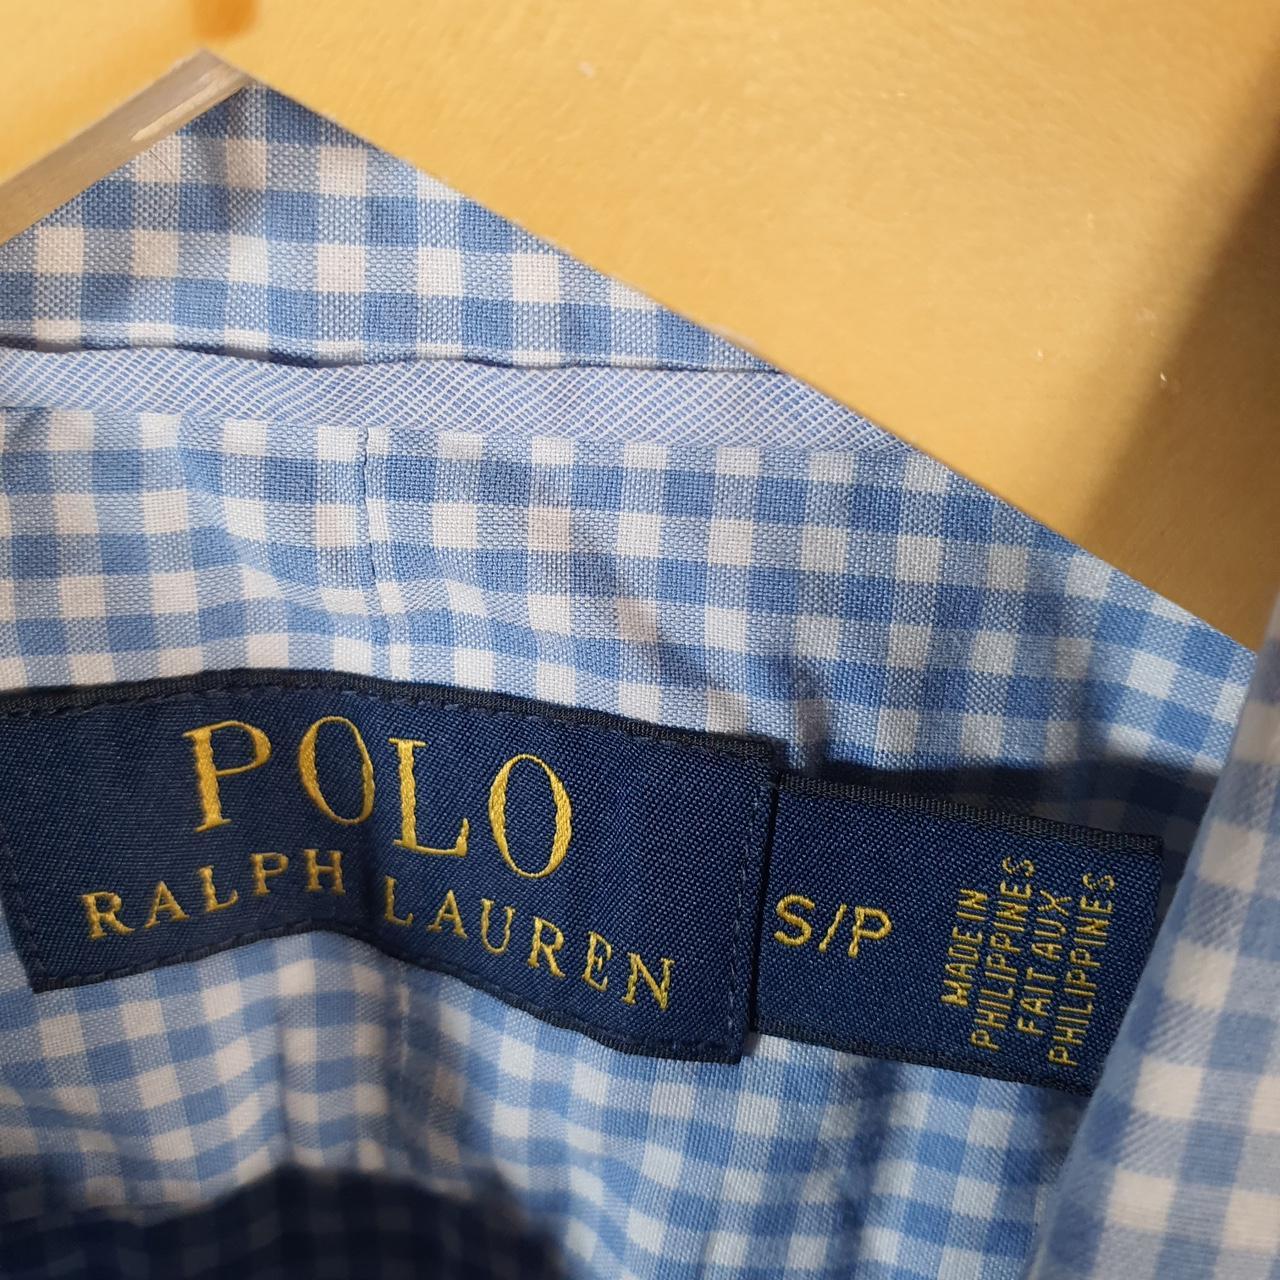 POLO
RALPH LAUREN
S/P
MADE IN
PHILIPPINES
FAIT AUX
PHILIPPINES